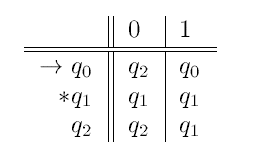 0 1
→ q₀ q₂ q₀
*q₁ q₁ q₁
q₂ q₂ q₁